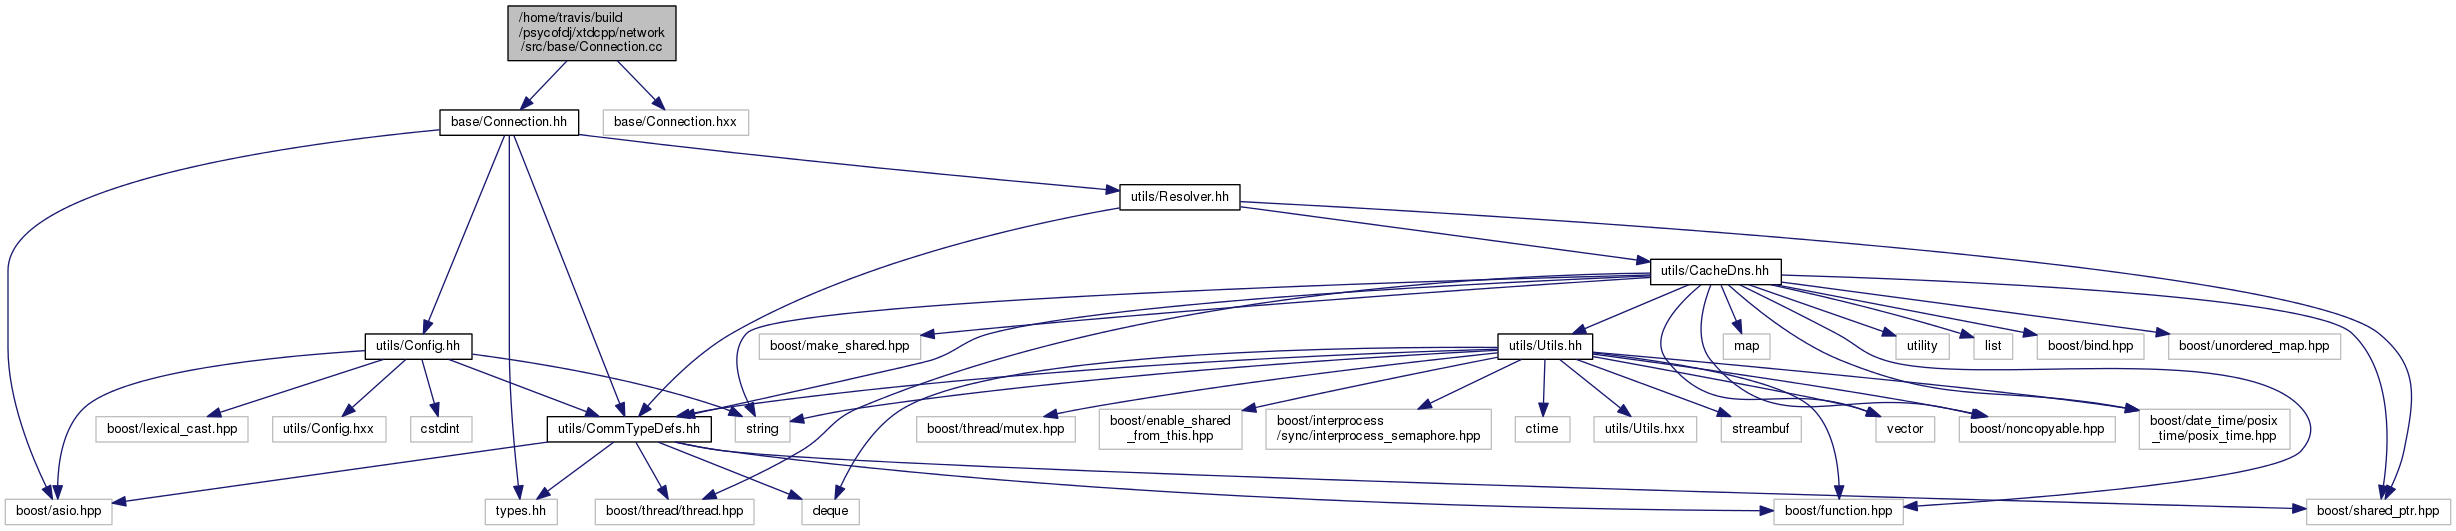 /home/travis/build
/psycofdj/xtdcpp/network
/src/base/Connection.cc
base/Connection.hh
base/Connection.hxx
utils/Resolver.hh
utils/CacheDns.hh
utils/Config.hh
boost/make_shared.hpp
utils/Utils.hh
map
utility
list
boost/bind.hpp
boost/unordered_map.hpp
boost/lexical_cast.hpp
utils/Config.hxx
cstdint
utils/CommTypeDefs.hh
string
boost/thread/mutex.hpp
boost/enable_shared
_from_this.hpp
boost/interprocess
/sync/interprocess_semaphore.hpp
ctime
utils/Utils.hxx
streambuf
vector
boost/noncopyable.hpp
boost/date_time/posix
_time/posix_time.hpp
boost/asio.hpp
types.hh
boost/thread/thread.hpp
deque
boost/function.hpp
boost/shared_ptr.hpp